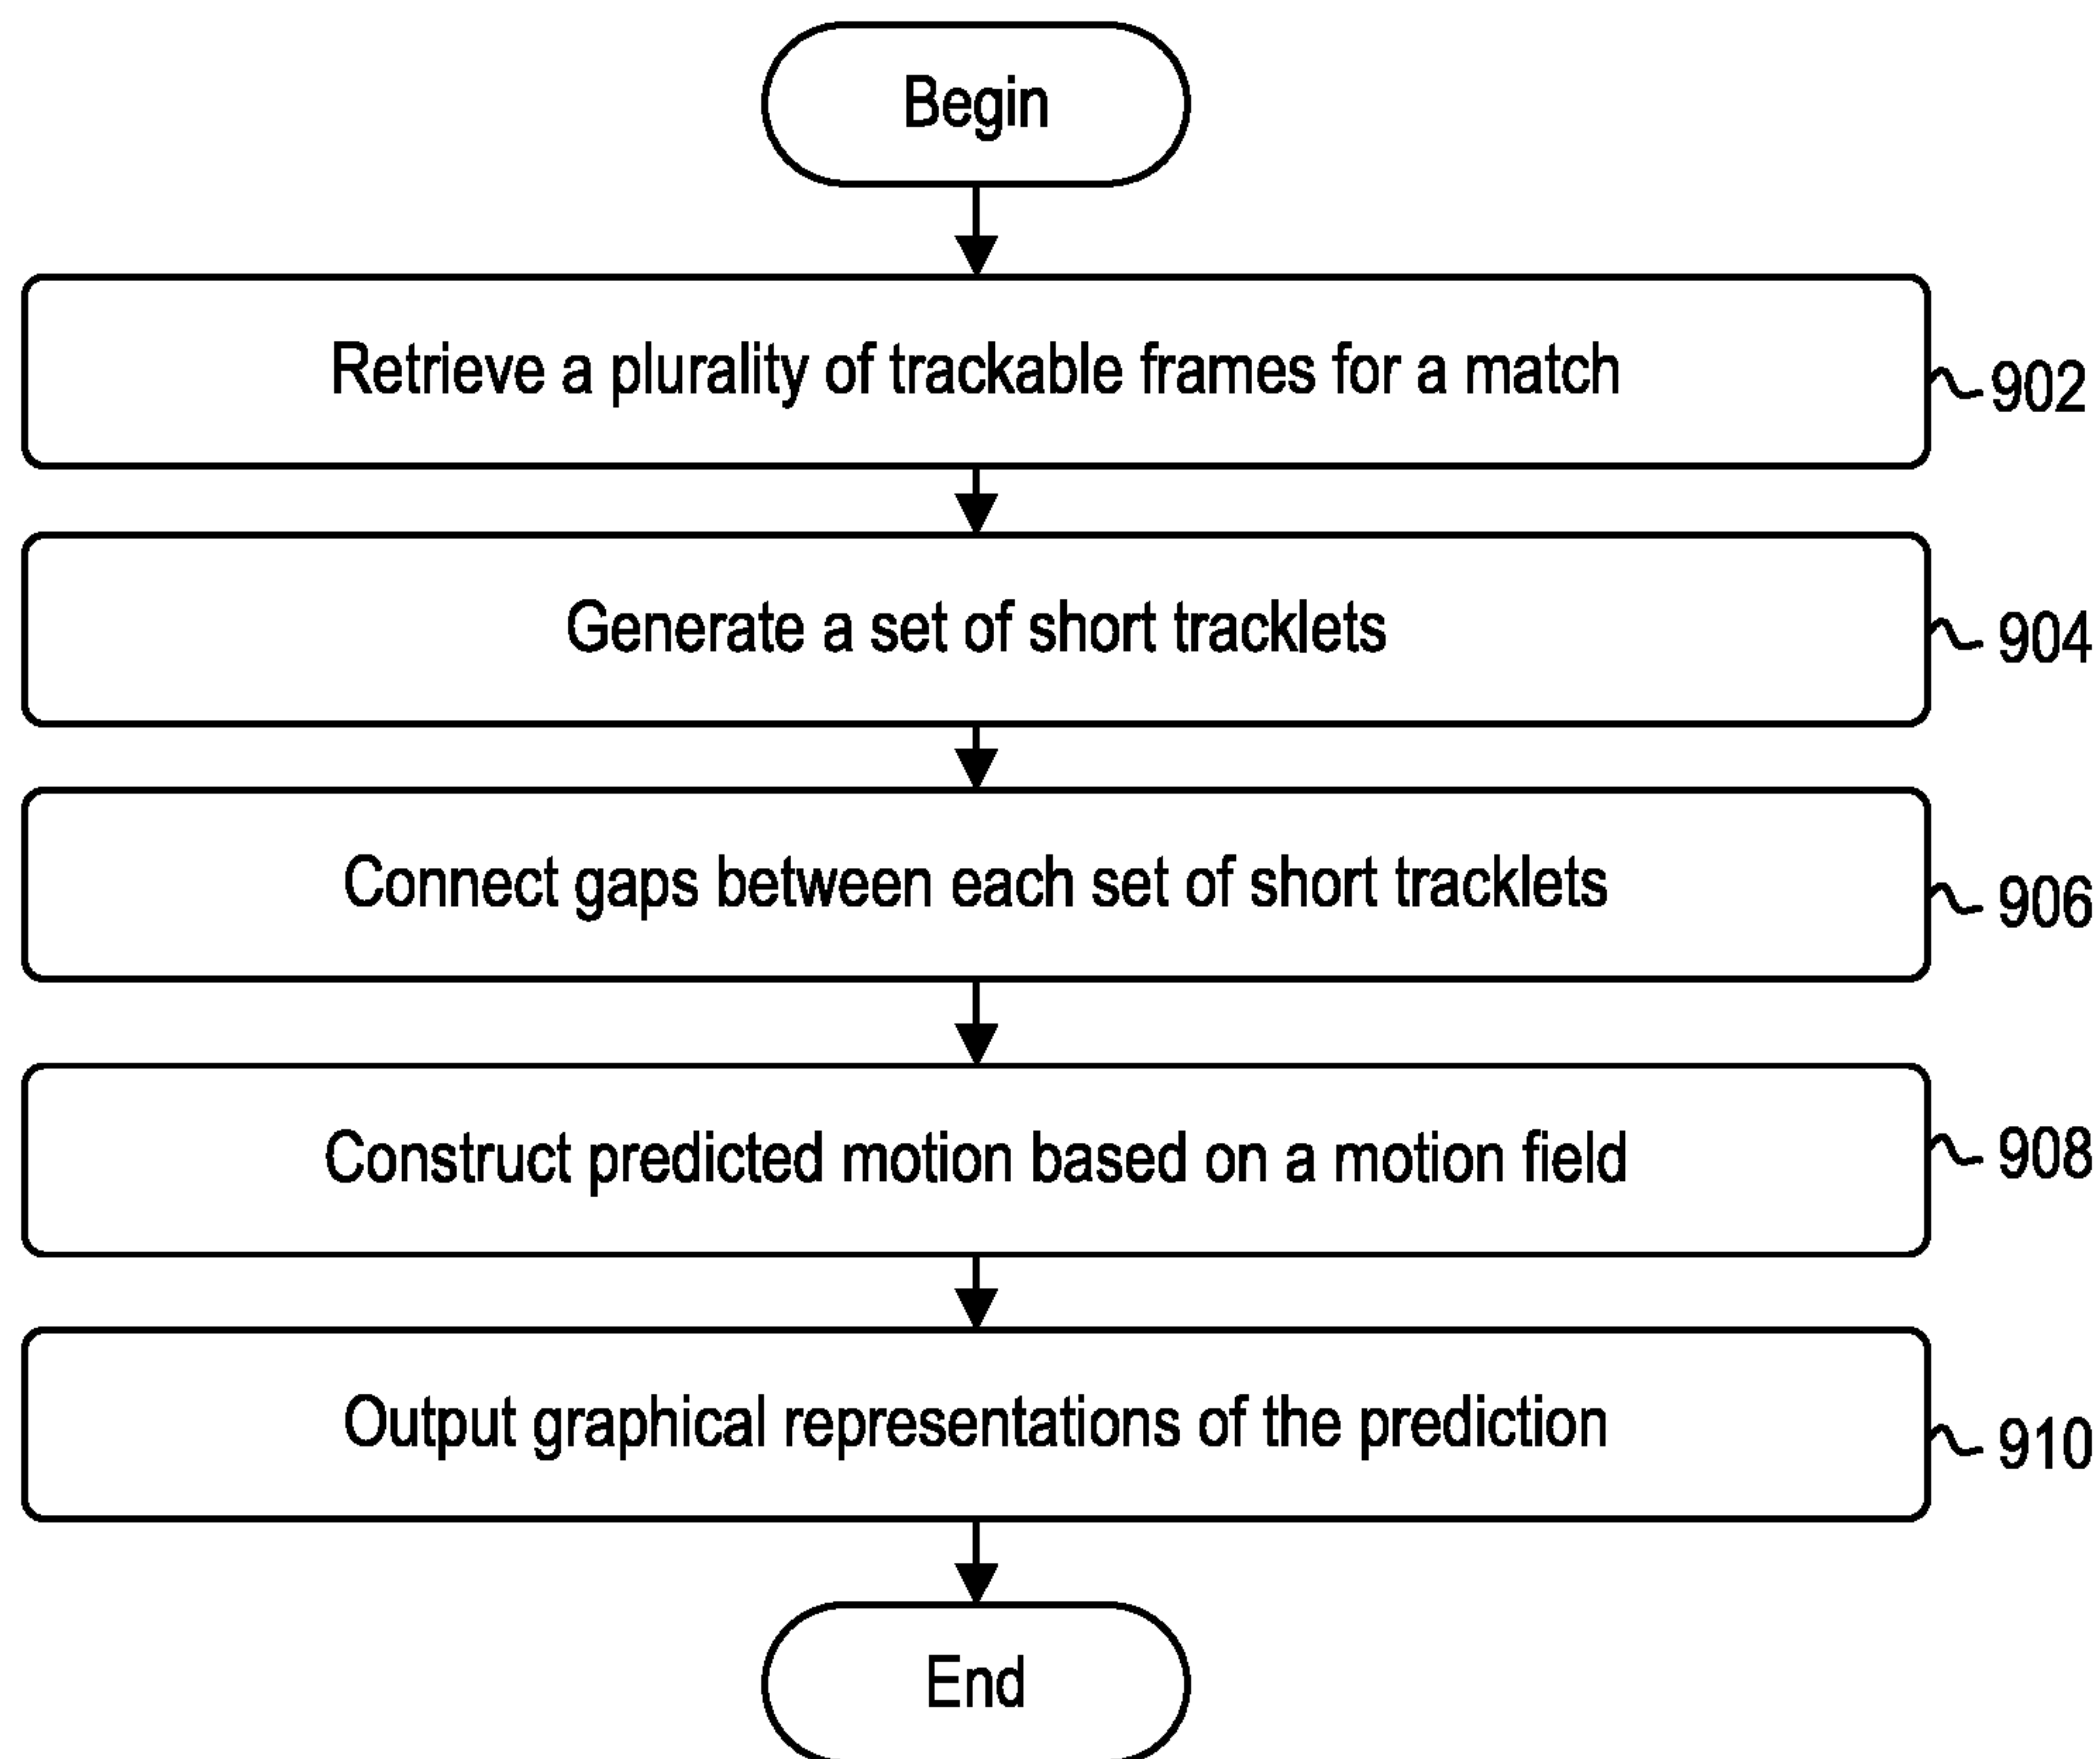 Begin
Retrieve a plurality of trackable frames for a match
902
Generate a set of short tracklets
904
Connect gaps between each set of short tracklets
906
Construct predicted motion based on a motion field
908
Output graphical representations of the prediction
910
End